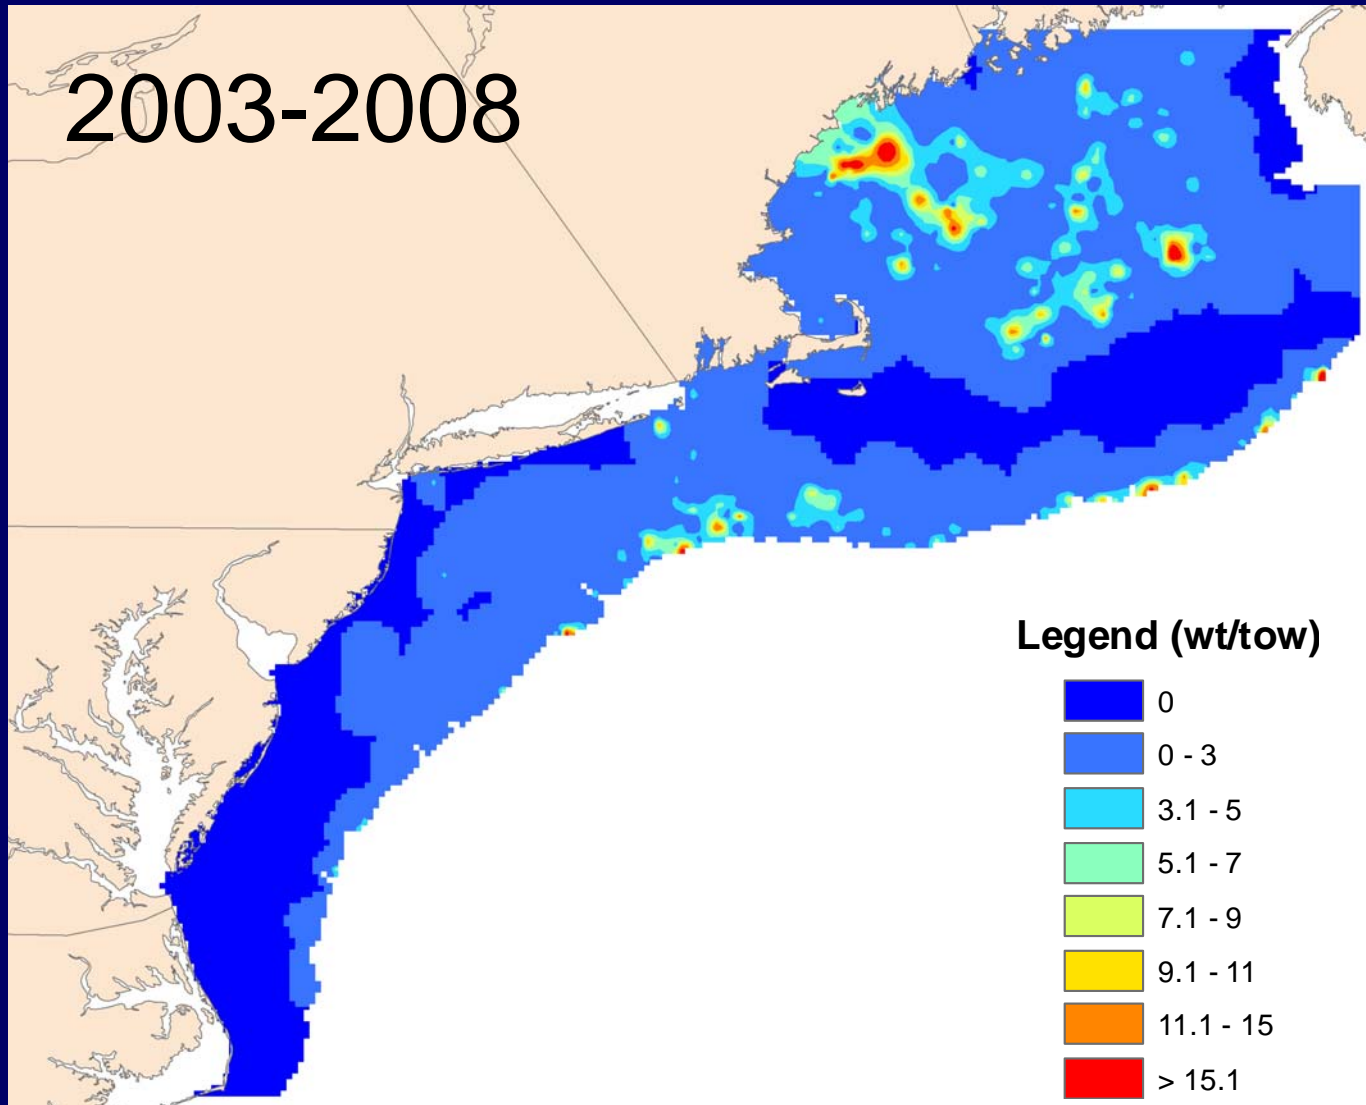 2003-2008
Legend (wt/tow)
0
0 - 3
3.1 - 5
5.1 - 7
7.1 - 9
9.1 - 11
11.1 - 15
> 15.1